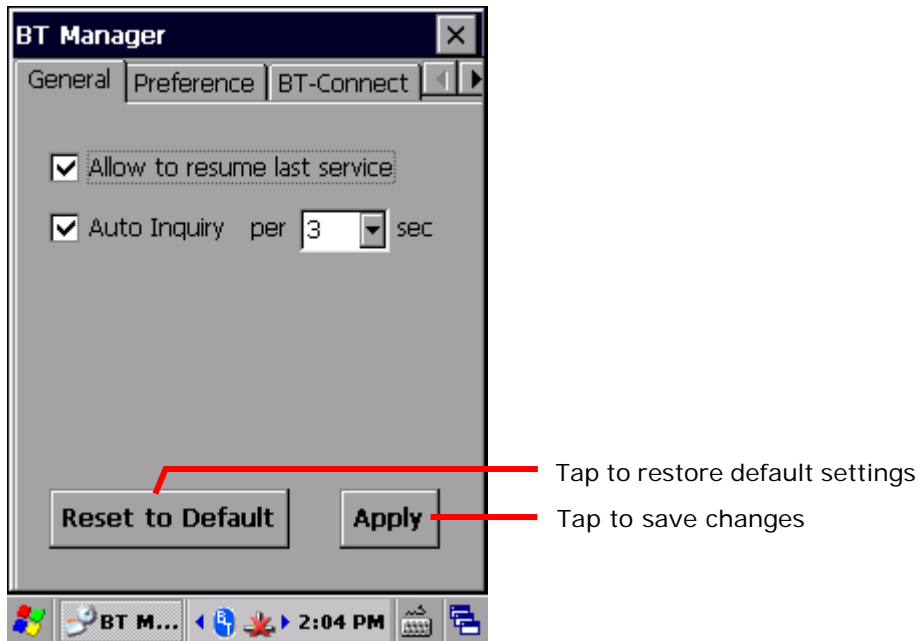 BT Manager
General Preference BT-Connect
Allow to resume last service
Auto Inquiry per 3 sec
Tap to restore default settings
Reset to Default Apply Tap to save changes
BT M... 2:04 PM